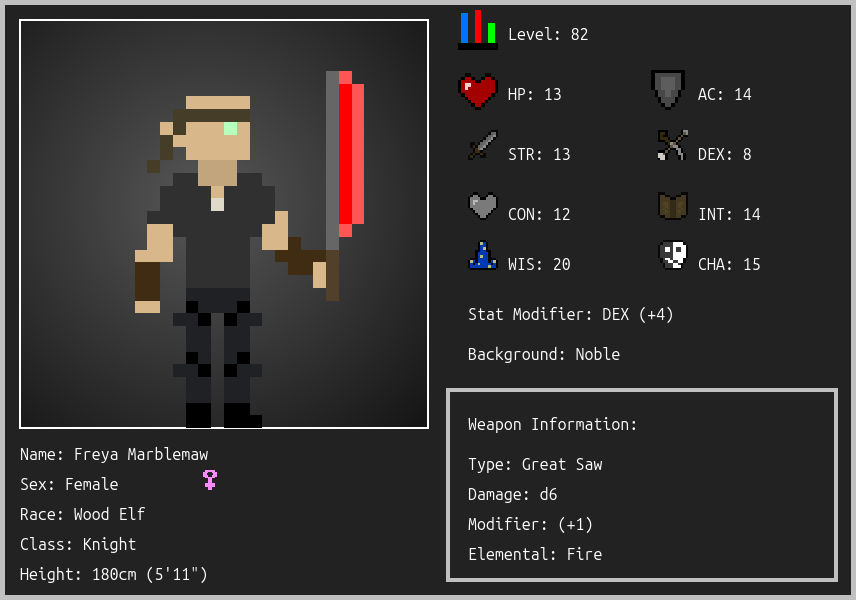 Level: 82
HP: 13
AC: 14
STR: 13
DEX: 8
CON: 12
INT: 14
WIS: 20
CHA: 15
Stat Modifier: DEX (+4)
Background: Noble
Weapon Information:
Type: Great Saw
Damage: d6
Modifier: (+1)
Elemental: Fire
Name: Freya Marblemaw
Sex: Female
Race: Wood Elf
Class: Knight
Height: 180cm (5'11")